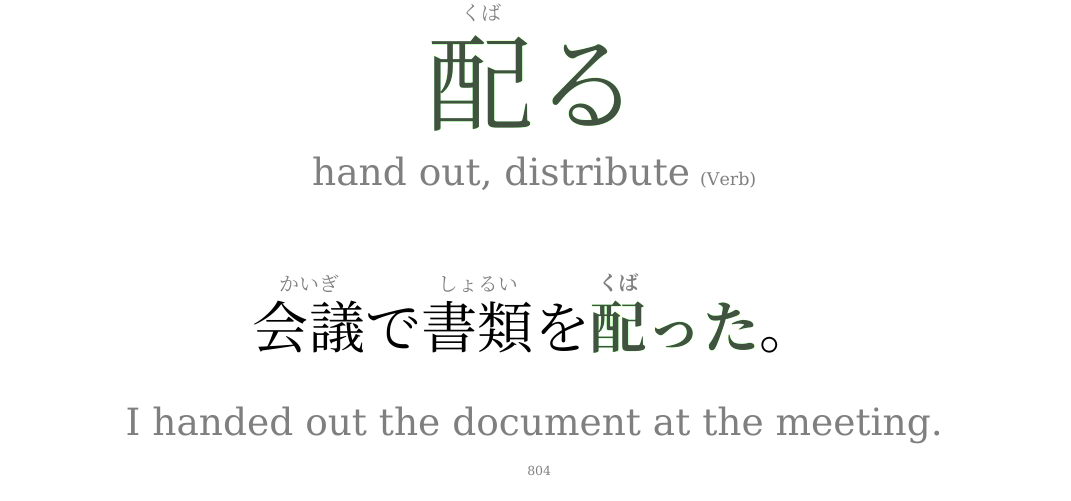 くば
配る
hand out, distribute (Verb)
かいぎ しょるい くば
会議で書類を配った。
I handed out the document at the meeting.
804